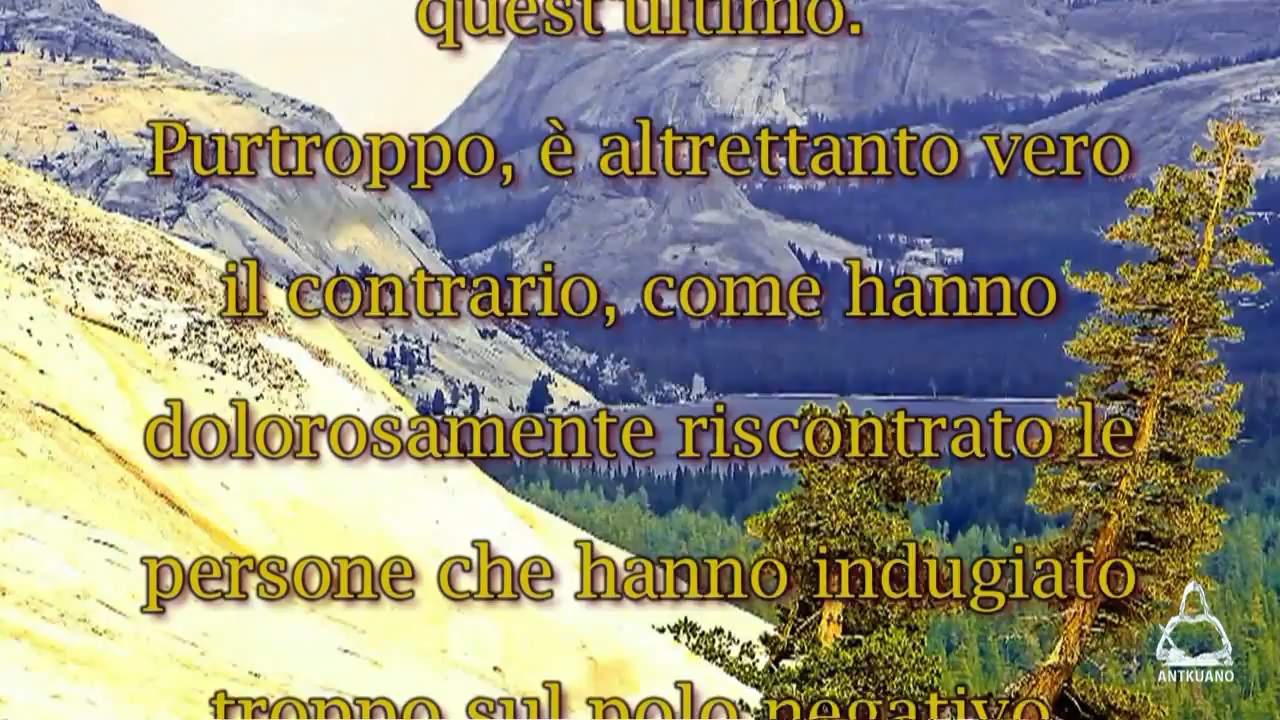 quest'ultimo.
Purtroppo, è altrettanto vero
il contrario, come hanno
dolorosamente riscontrato le
persone che hanno indugiato
troppo sul polo negativo
ANTKUANO